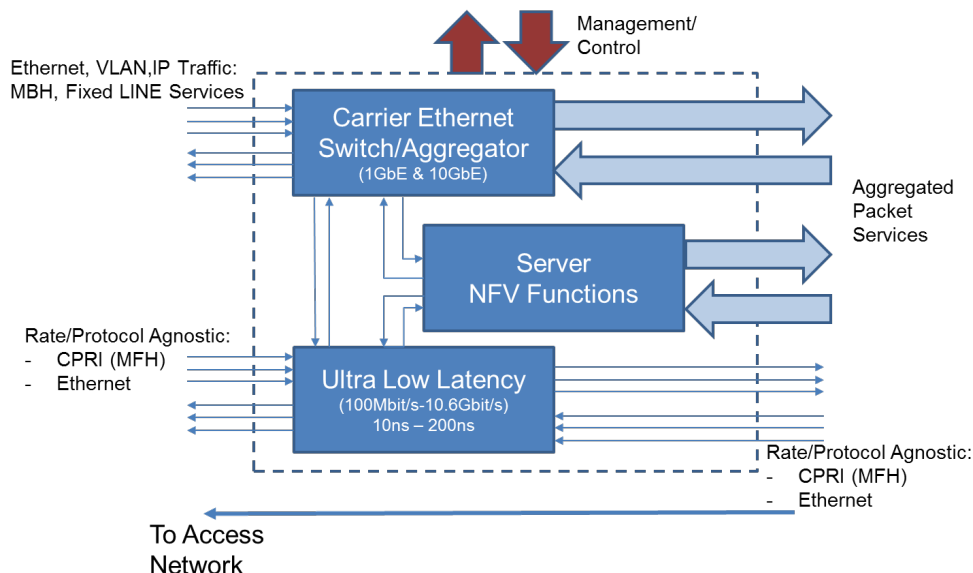 Management/
Control
Ethernet, VLAN,IP Traffic:
MBH, Fixed LINE Services
Carrier Ethernet
Switch/Aggregator
(1GbE & 10GbE)
Aggregated
Packet
Services
Server
NFV Functions
Rate/Protocol Agnostic:
- CPRI (MFH)
- Ethernet
Ultra Low Latency
(100Mbit/s-10.6Gbit/s)
10ns – 200ns
Rate/Protocol Agnostic:
- CPRI (MFH)
- Ethernet
To Access
Network